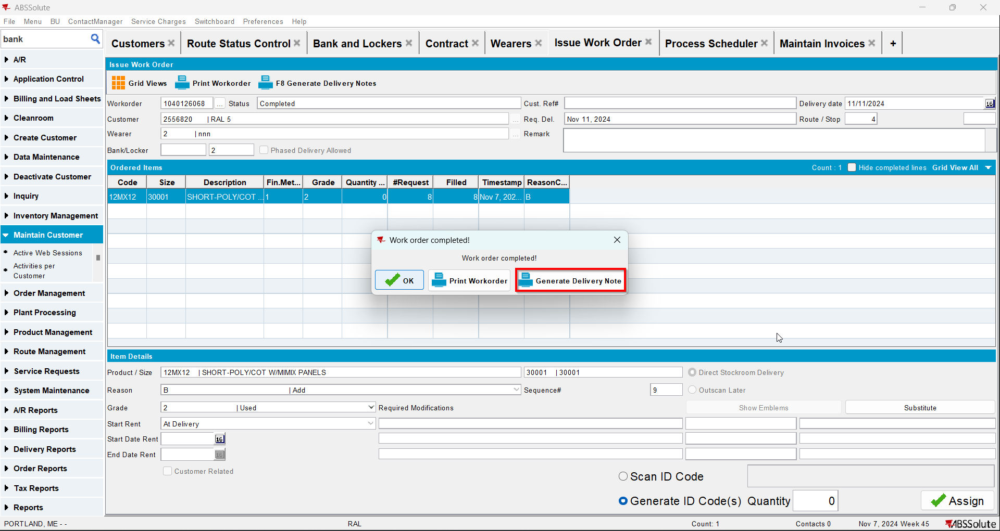 ABSSolute
File Menu BU ContactManager Service Charges Switchboard Preferences Help
bank
Customers Route Status Control Bank and Lockers Contract Wearers Issue Work Order Process Scheduler Maintain Invoices +
A/R
Application Control
Billing and Load Sheets
Cleanroom
Create Customer
Data Maintenance
Deactivate Customer
Inquiry
Inventory Management
Maintain Customer
Active Web Sessions
Activities per
Customer
Order Management
Plant Processing
Product Management
Route Management
Service Requests
System Maintenance
A/R Reports
Billing Reports
Delivery Reports
Order Reports
Tax Reports
Reports
Issue Work Order
Grid Views Print Workorder F8 Generate Delivery Notes
Workorder 1040126068 ... Status Completed Cust. Ref# Delivery date 11/11/2024 16
Customer 2556820 | RAL 5 ... Req. Del. Nov 11, 2024 Route / Stop 4
Wearer 2 | nnn ... Remark
Bank/Locker 2 Phased Delivery Allowed
Ordered Items Count : 1 Hide completed lines Grid View All
Code Size Description Fin.Met... Grade Quantity ... #Request Filled Timestamp ReasonC...
12MX12 30001 SHORT-POLY/COT ... 1 2 0 8 8 Nov 7, 202... B
Work order completed!
Work order completed!
OK Print Workorder Generate Delivery Note
Item Details
Product / Size 12MX12 | SHORT-POLY/COT W/MIMIX PANELS 30001 | 30001 Direct Stockroom Delivery
Reason B | Add Sequence# 9 Outscan Later
Grade 2 | Used Required Modifications Show Emblems Substitute
Start Rent At Delivery
Start Date Rent 16
End Date Rent 16
Customer Related
Scan ID Code
Generate ID Code(s) Quantity 0 Assign
PORTLAND, ME - - RAL Count: 1 Contacts 0 Nov 7, 2024 Week 45 ABSSolute